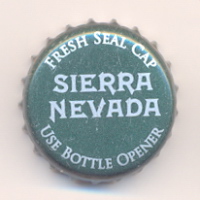 FRESH SEAL CAP
SIERRA
NEVADA
USE BOTTLE OPENER